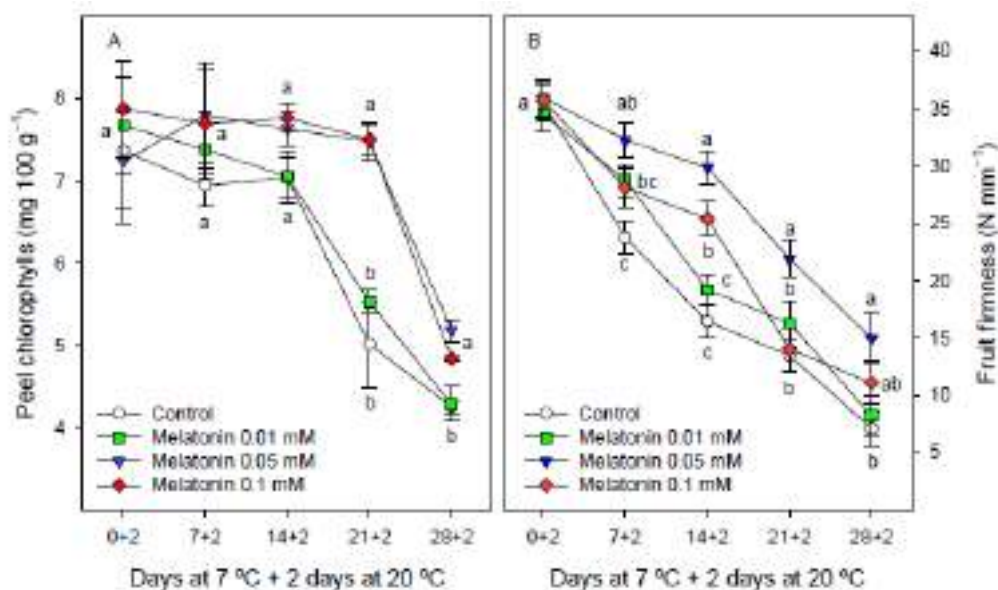 A
B
Peel chlorophylls (mg 100 g⁻¹)
8
7
6
5
4
a
a
a
a
a
a
b
b
a
b
Control
Melatonin 0.01 mM
Melatonin 0.05 mM
Melatonin 0.1 mM
0+2 7+2 14+2 21+2 28+2
Days at 7 ºC + 2 days at 20 ºC
a
ab
bc
c
a
b
c
c
a
b
b
a
ab
b
Control
Melatonin 0.01 mM
Melatonin 0.05 mM
Melatonin 0.1 mM
0+2 7+2 14+2 21+2 28+2
Days at 7 ºC + 2 days at 20 ºC
40
35
30
25
20
15
10
5
Fruit firmness (N mm⁻¹)